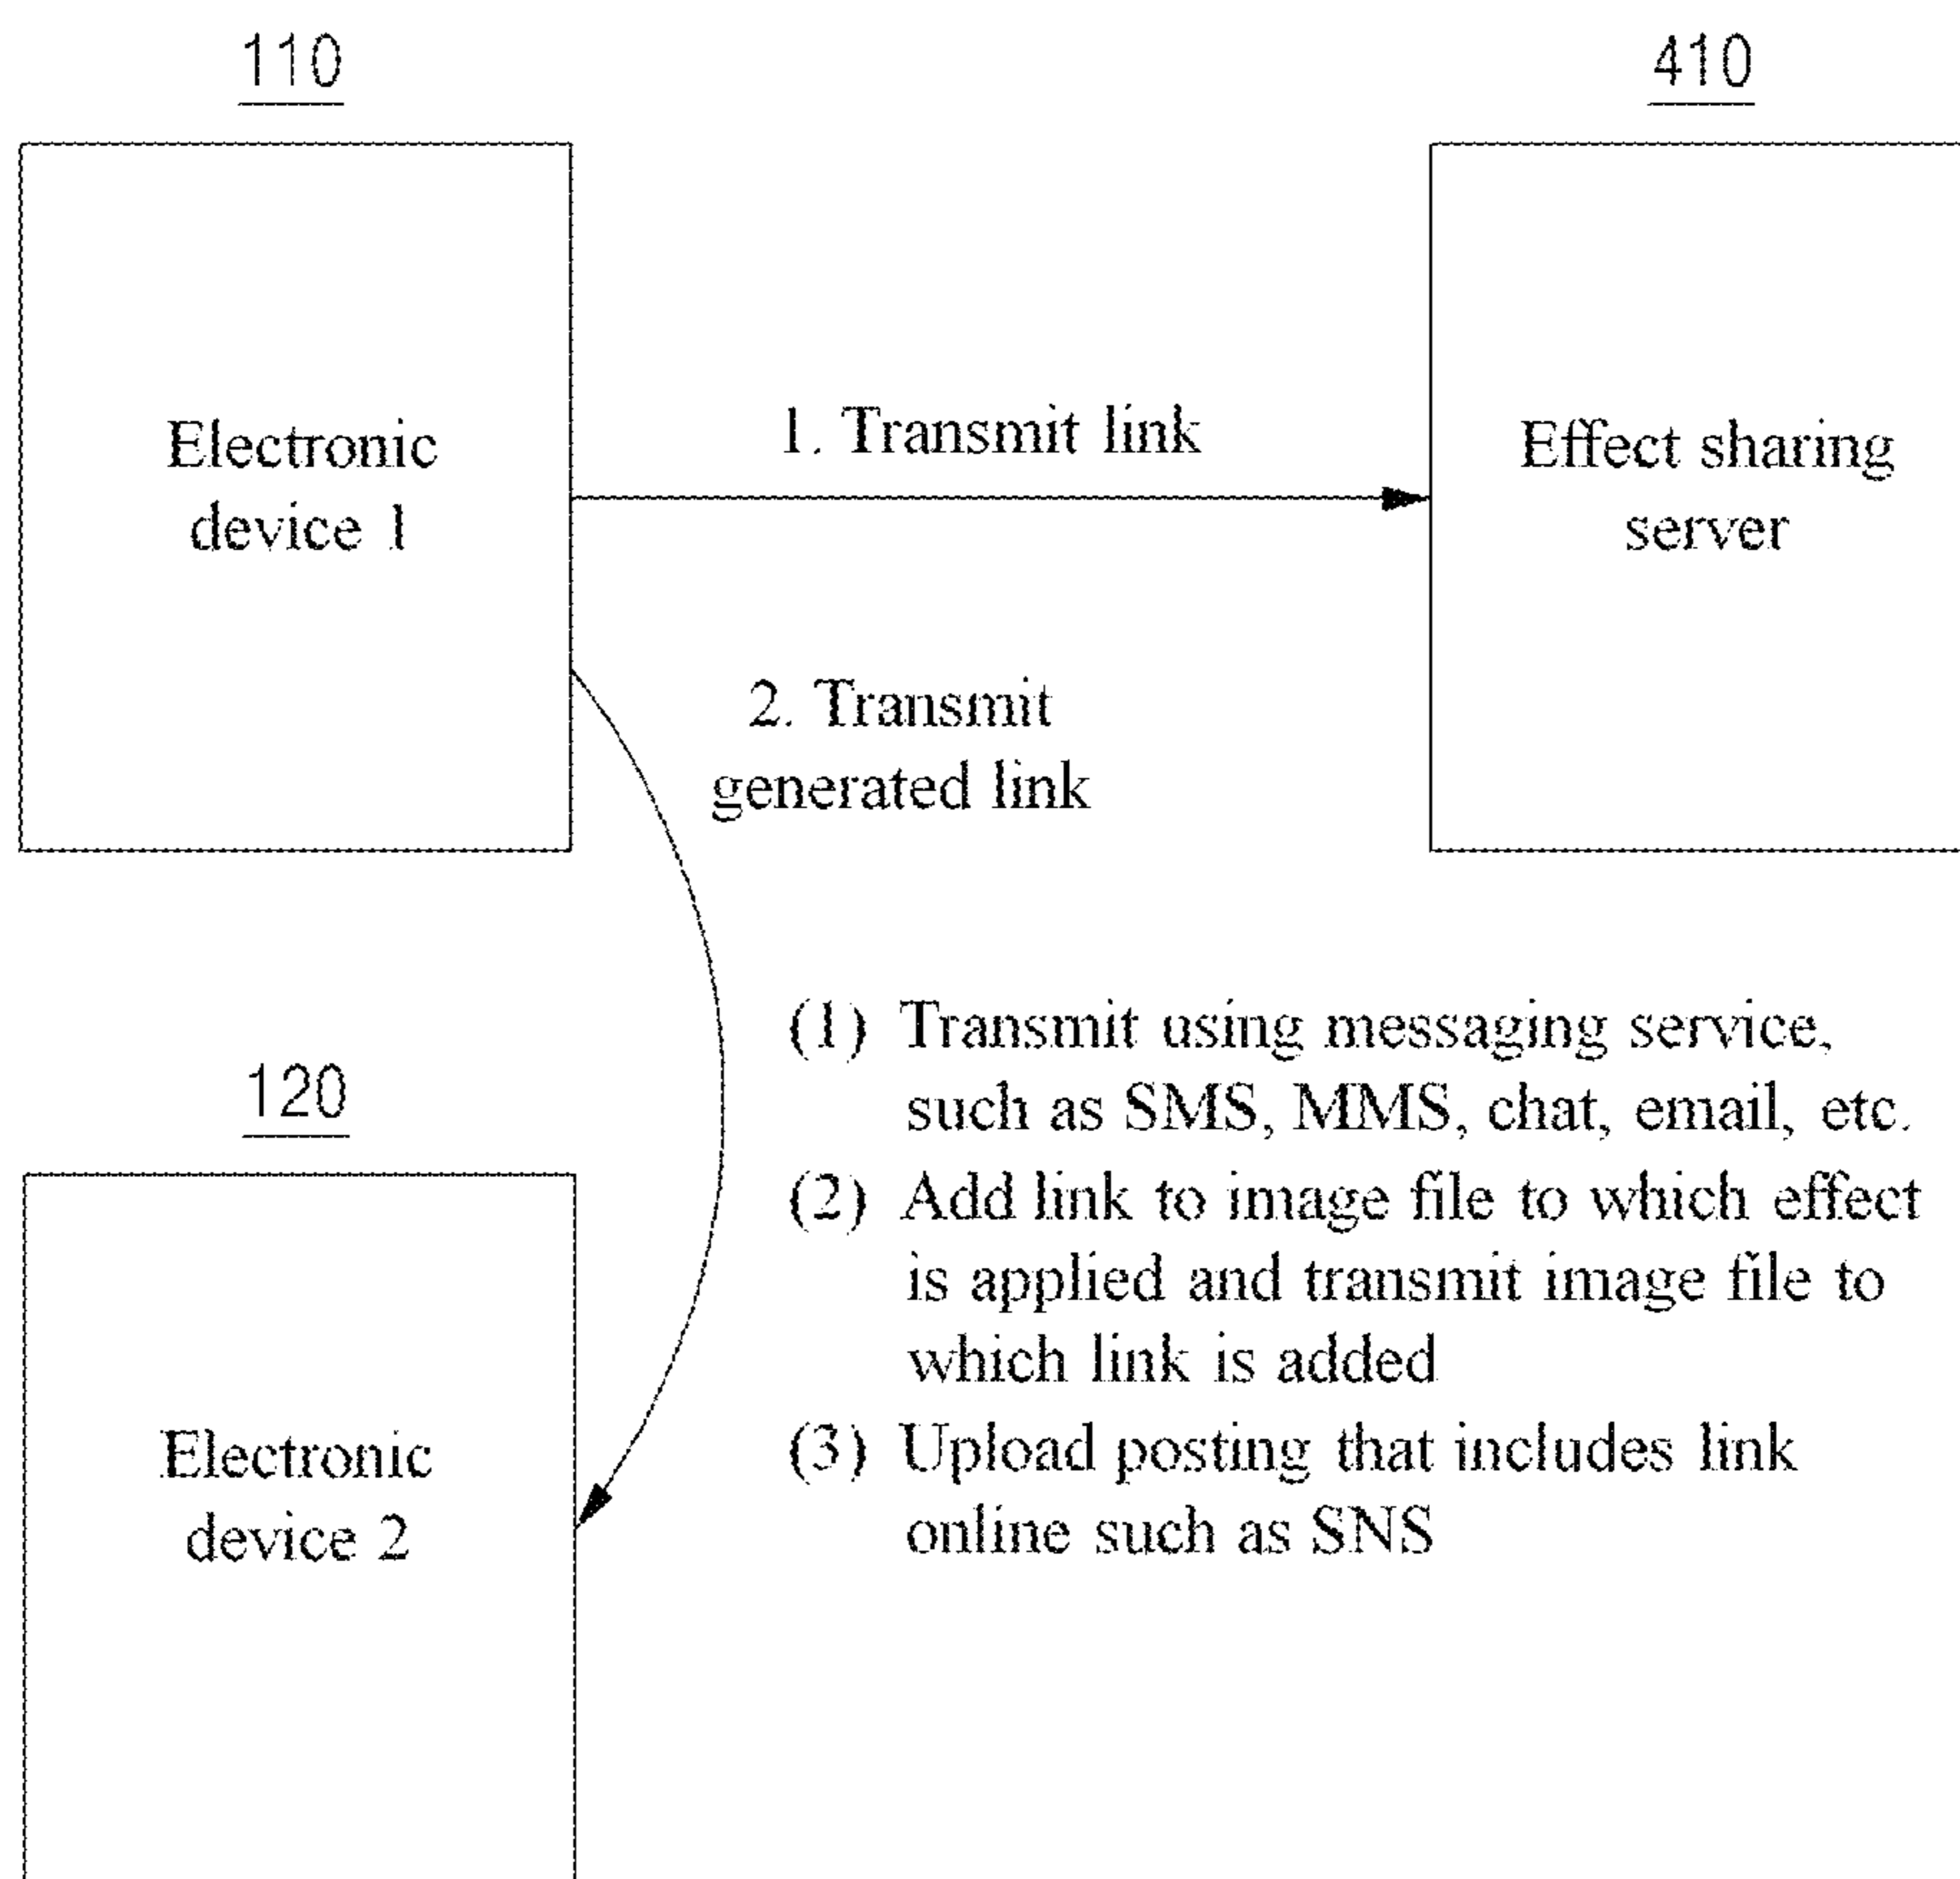 110
410
Electronic
device 1
1. Transmit link
Effect sharing
server
2. Transmit
generated link
120
(1) Transmit using messaging service,
such as SMS, MMS, chat, email, etc.
(2) Add link to image file to which effect
is applied and transmit image file to
which link is added
(3) Upload posting that includes link
online such as SNS
Electronic
device 2